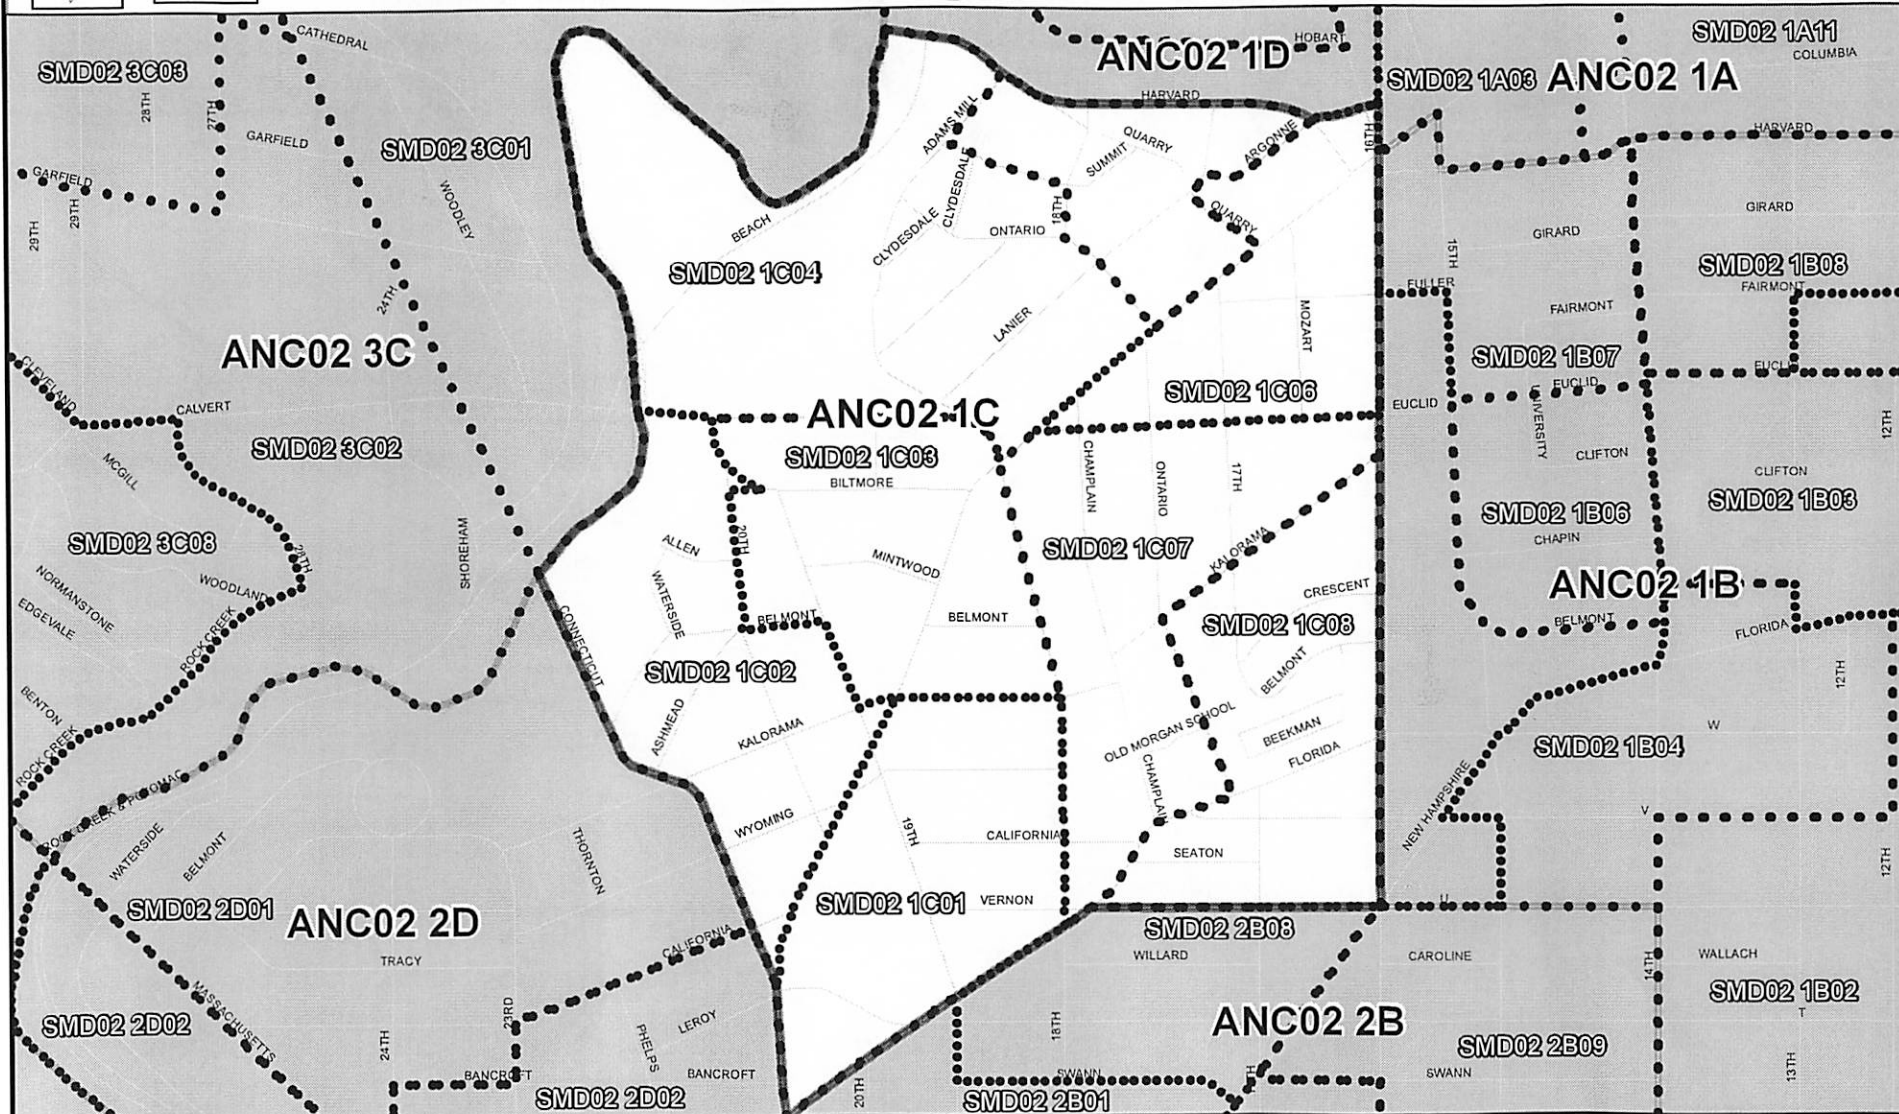 CATHEDRAL
SMD02 3C03
28TH
27TH
GARFIELD
SMD02 3C01
GARFIELD
29TH
29TH
WOODLEY
24TH
ANC02 3C
CLEVELAND
CALVERT
SMD02 3C02
MCGILL
SMD02 3C08
28TH
SHOREHAM
NORMANSTONE
WOODLAND
EDGEVALE
ROCK CREEK
BENTON
ROCK CREEK
ROCK CREEK & POTOMAC
WATERSIDE
BELMONT
THORNTON
SMD02 2D01
ANC02 2D
TRACY
CALIFORNIA
MASSACHUSETTS
SMD02 2D02
24TH
23RD
PHELPS
LEROY
BANCROFT
BANCROFT
SMD02 2D02
ANC02 1D
HOBART
HARVARD
ADAMS MILL
QUARRY
SUMMIT
ARGONNE
16TH
CLYDESDALE
CLYDESDALE
18TH
QUARRY
ONTARIO
BEACH
SMD02 1C04
LANIER
MOZART
SMD02 1C06
ANC02 1C
SMD02 1C03
BILTMORE
CHAMPLAIN
ONTARIO
17TH
ALLEN
20TH
MINTWOOD
SMD02 1C07
KALORAMA
WATERSIDE
CRESCENT
CONNECTICUT
BELMONT
BELMONT
SMD02 1C08
SMD02 1C02
BELMONT
ASHMEAD
KALORAMA
OLD MORGAN SCHOOL
BEEKMAN
FLORIDA
CHAMPLAIN
WYOMING
19TH
CALIFORNIA
SEATON
SMD02 1C01
VERNON
SMD02 2B08
WILLARD
CAROLINE
ANC02 2B
18TH
SMD02 2B09
20TH
SWANN
SWANN
SMD02 2B01
SMD02 1A11
COLUMBIA
SMD02 1A03
ANC02 1A
HARVARD
GIRARD
15TH
GIRARD
SMD02 1B08
FULLER
FAIRMONT
FAIRMONT
SMD02 1B07
EUCLID
EUCLID
EUCLID
UNIVERSITY
12TH
CLIFTON
CLIFTON
SMD02 1B03
SMD02 1B06
CHAPIN
ANC02 1B
BELMONT
FLORIDA
12TH
W
SMD02 1B04
NEW HAMPSHIRE
V
12TH
U
14TH
WALLACH
SMD02 1B02
T
13TH